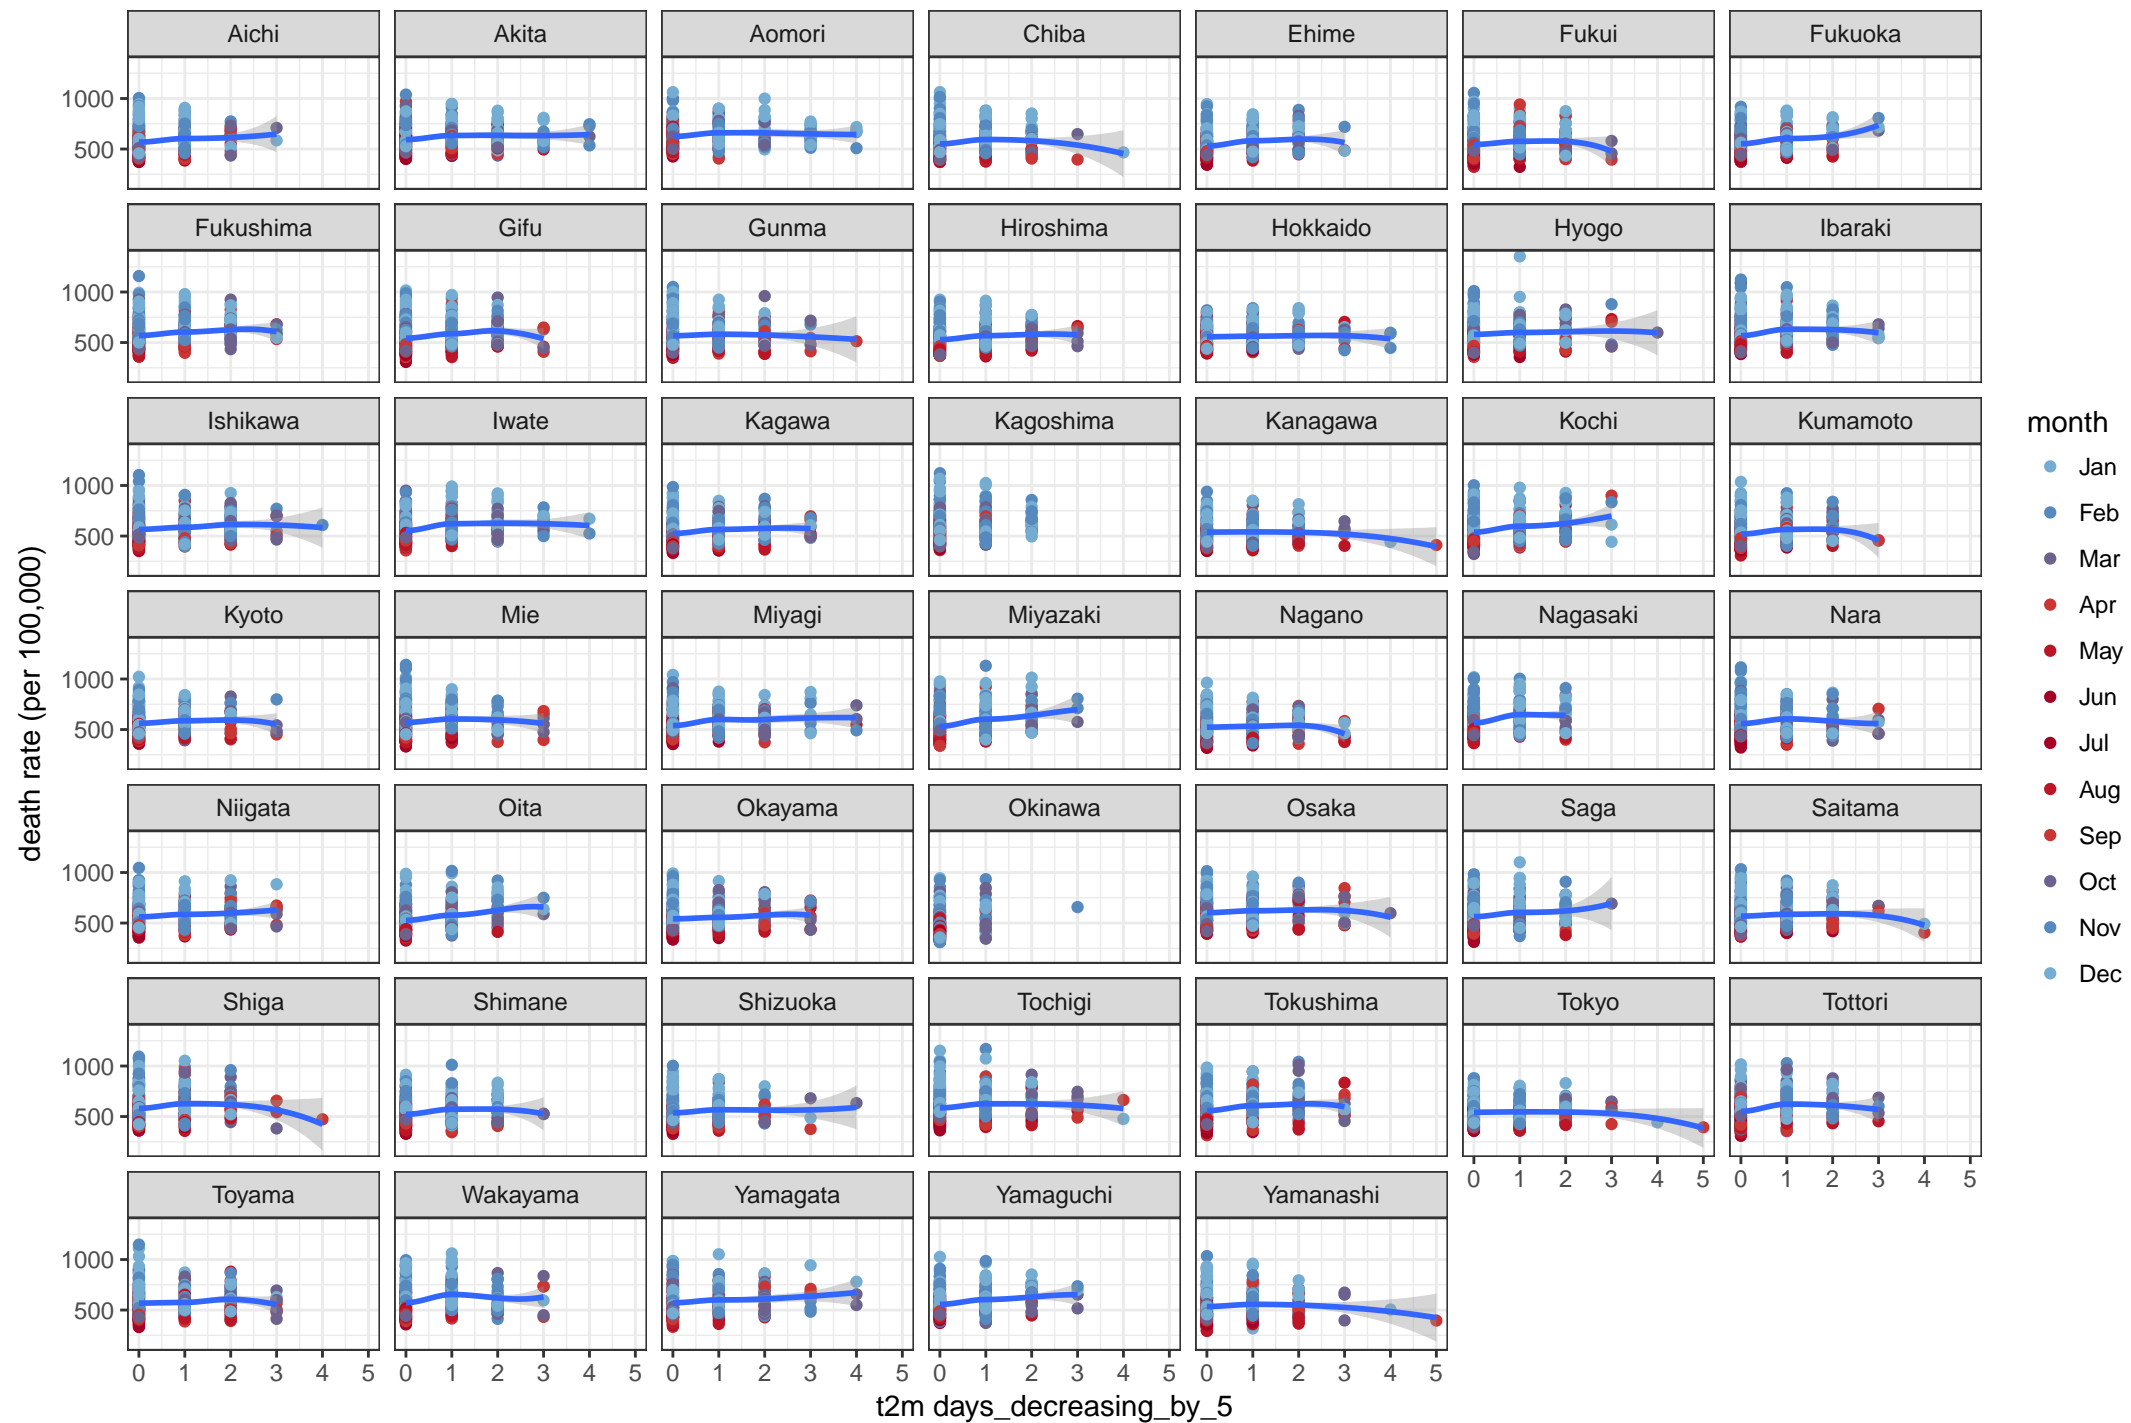 Aichi Akita Aomori Chiba Ehime Fukui Fukuoka
1000
500
Fukushima Gifu Gunma Hiroshima Hokkaido Hyogo Ibaraki
1000
500
Ishikawa Iwate Kagawa Kagoshima Kanagawa Kochi Kumamoto
1000
500
Kyoto Mie Miyagi Miyazaki Nagano Nagasaki Nara
1000
500
Niigata Oita Okayama Okinawa Osaka Saga Saitama
1000
500
Shiga Shimane Shizuoka Tochigi Tokushima Tokyo Tottori
1000
500
0 1 2 3 4 5 0 1 2 3 4 5
Toyama Wakayama Yamagata Yamaguchi Yamanashi
1000
500
0 1 2 3 4 5 0 1 2 3 4 5 0 1 2 3 4 5 0 1 2 3 4 5 0 1 2 3 4 5
t2m days_decreasing_by_5
death rate (per 100,000)
month
Jan
Feb
Mar
Apr
May
Jun
Jul
Aug
Sep
Oct
Nov
Dec